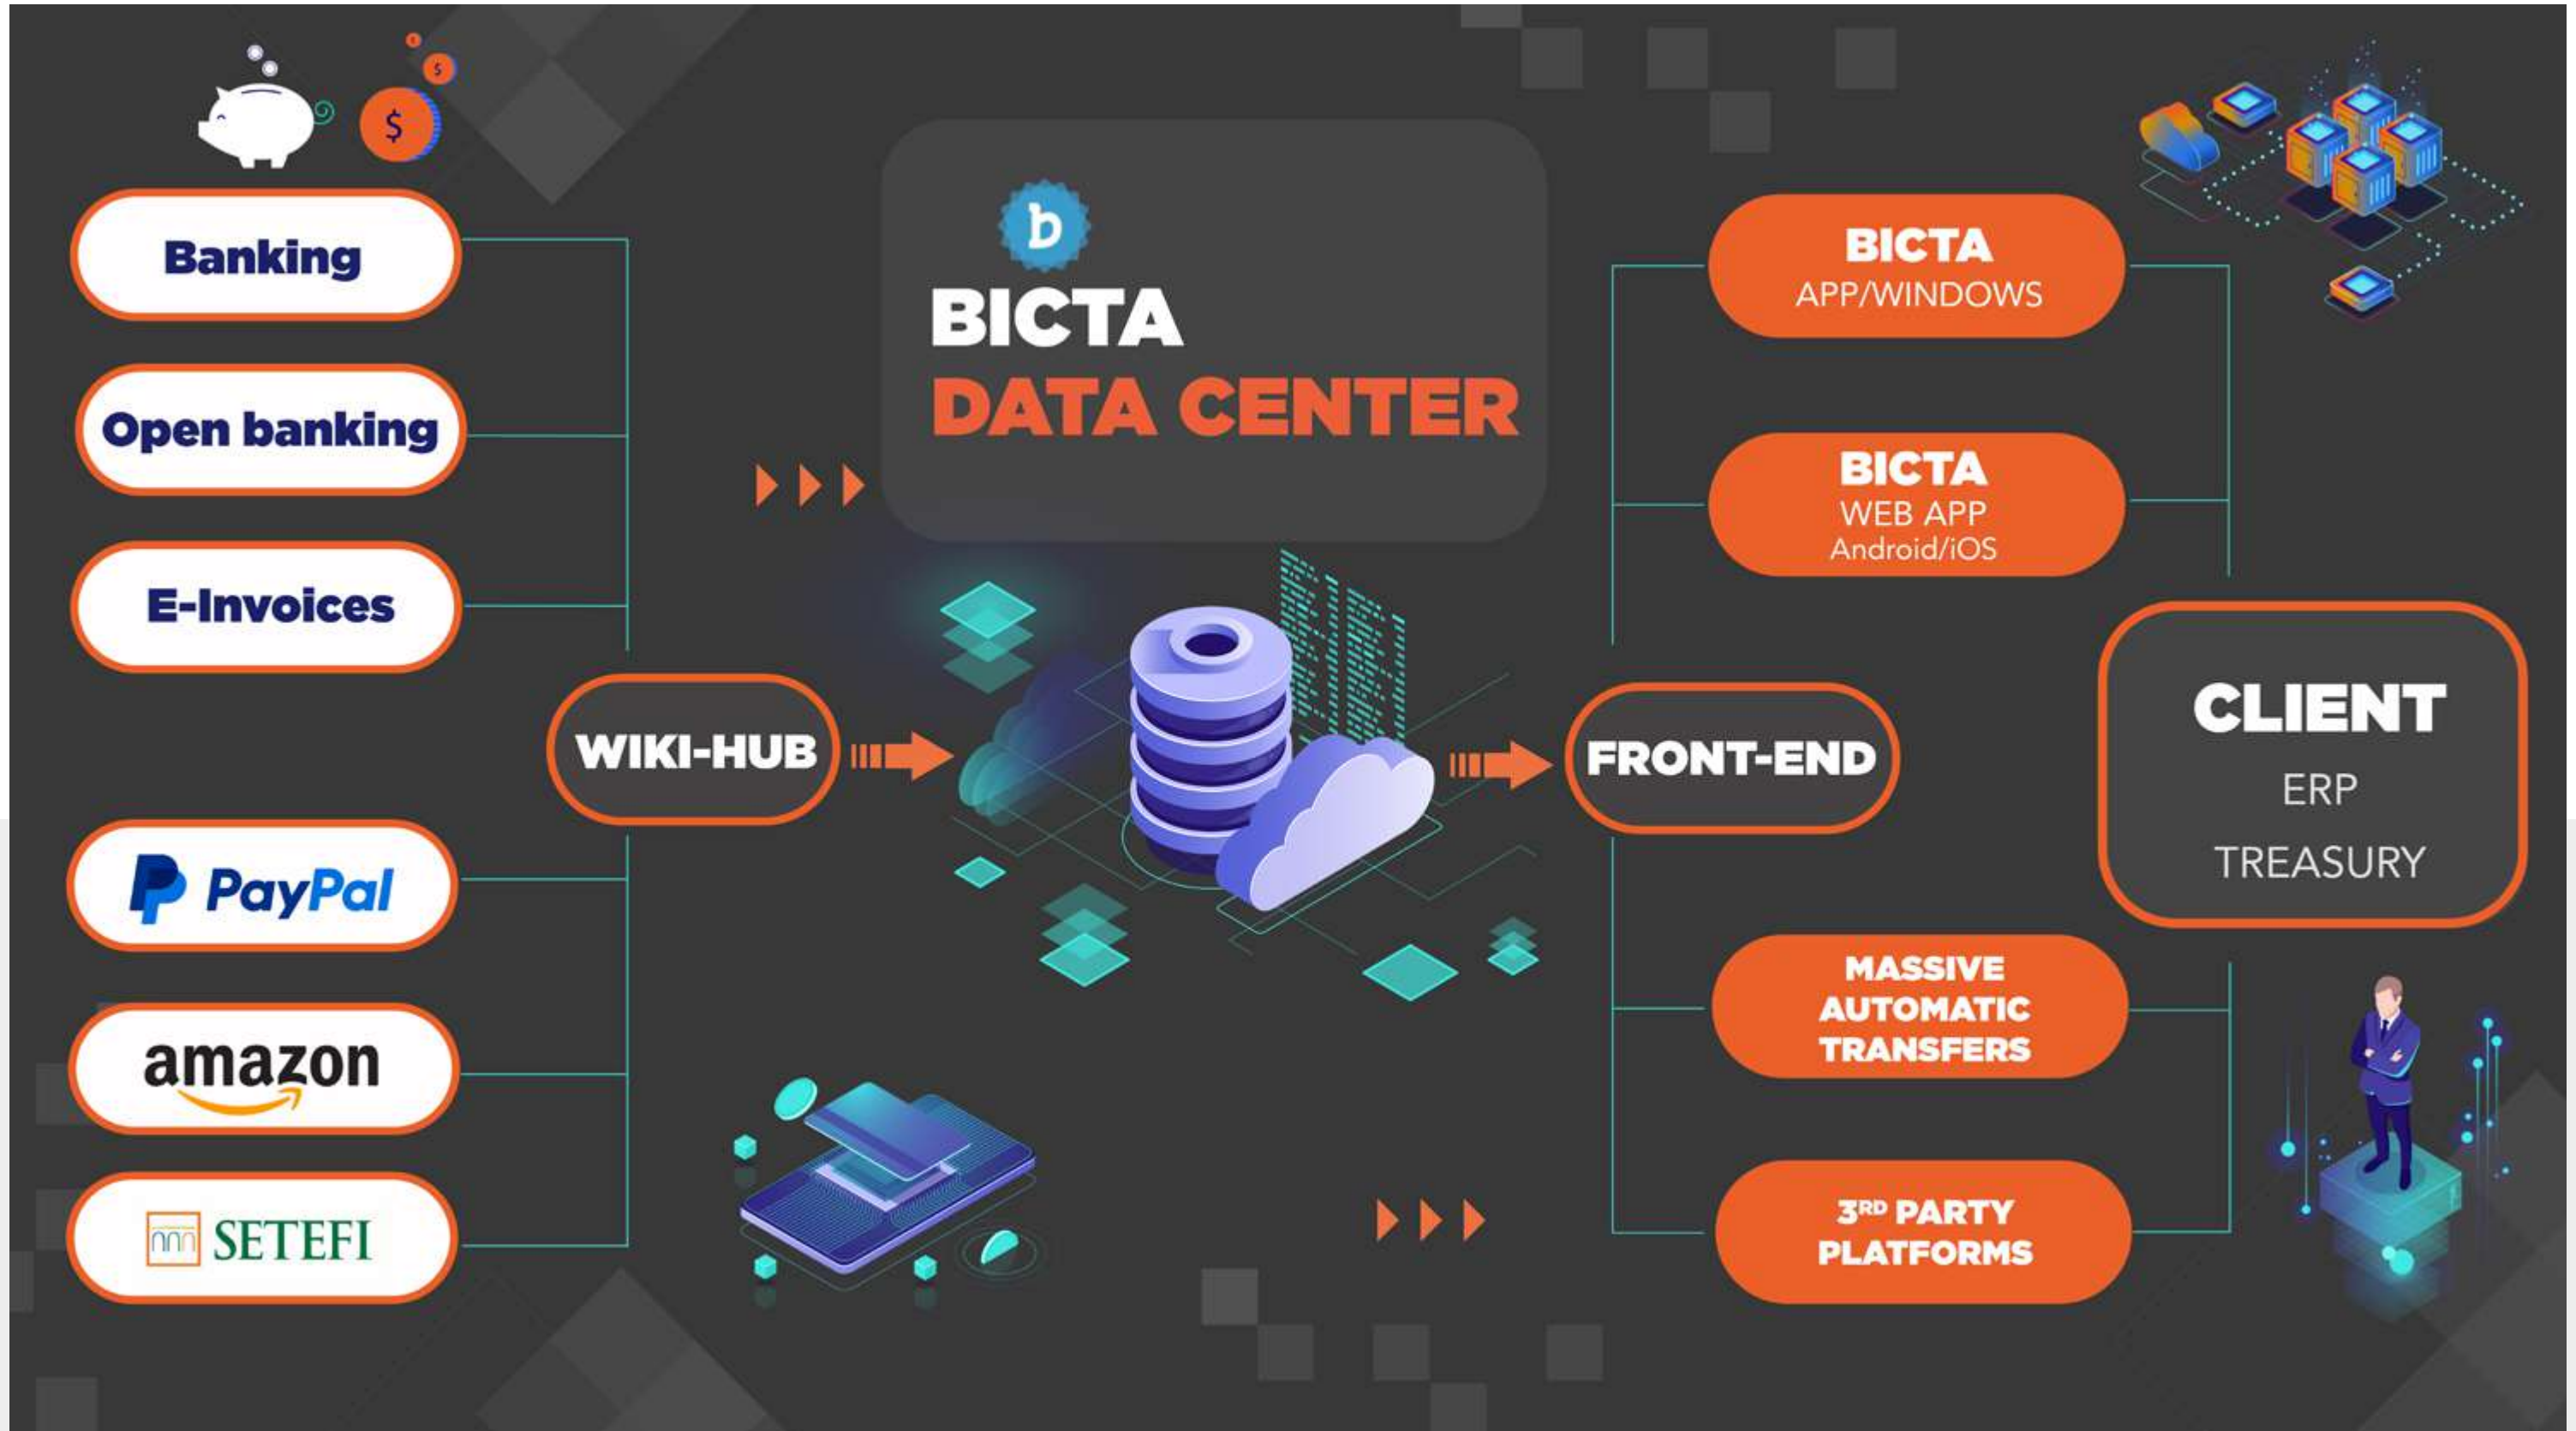 $
$
Banking
Open banking
E-Invoices
PayPal
amazon
SETEFI
WIKI-HUB
b
BICTA
DATA CENTER
FRONT-END
BICTA
APP/WINDOWS
BICTA
WEB APP
Android/iOS
MASSIVE
AUTOMATIC
TRANSFERS
3RD PARTY
PLATFORMS
CLIENT
ERP
TREASURY